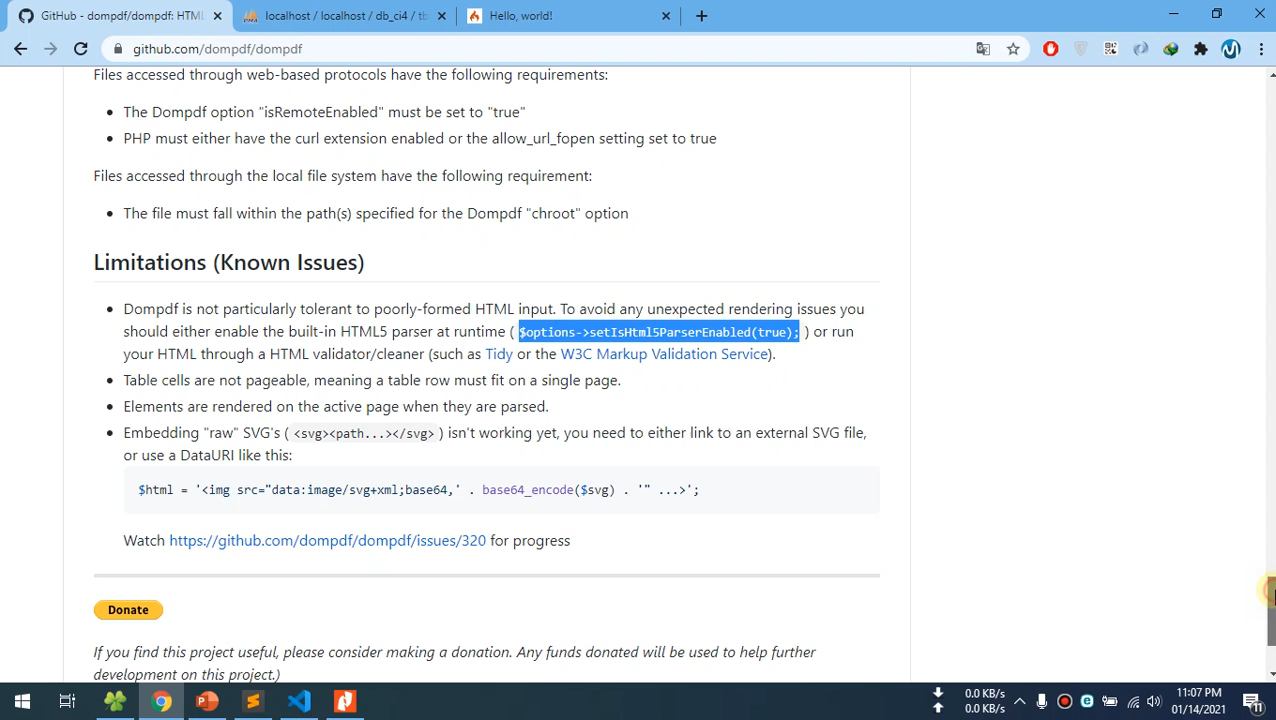 GitHub - dompdf/dompdf: HTML
localhost / localhost / db_ci4 / tb
Hello, world!
github.com/dompdf/dompdf
Files accessed through web-based protocols have the following requirements:
• The Dompdf option "isRemoteEnabled" must be set to "true"
• PHP must either have the curl extension enabled or the allow_url_fopen setting set to true
Files accessed through the local file system have the following requirement:
• The file must fall within the path(s) specified for the Dompdf "chroot" option
Limitations (Known Issues)
• Dompdf is not particularly tolerant to poorly-formed HTML input. To avoid any unexpected rendering issues you
should either enable the built-in HTML5 parser at runtime ( $options->setIsHtml5ParserEnabled(true); ) or run
your HTML through a HTML validator/cleaner (such as Tidy or the W3C Markup Validation Service).
• Table cells are not pageable, meaning a table row must fit on a single page.
• Elements are rendered on the active page when they are parsed.
• Embedding "raw" SVG's ( <svg><path...></svg> ) isn't working yet, you need to either link to an external SVG file,
or use a DataURI like this:
$html = '<img src="data:image/svg+xml;base64,' . base64_encode($svg) . '" ...>';
Watch https://github.com/dompdf/dompdf/issues/320 for progress
Donate
If you find this project useful, please consider making a donation. Any funds donated will be used to help further
development on this project.)
0.0 KB/s
0.0 KB/s
11:07 PM
01/14/2021
11